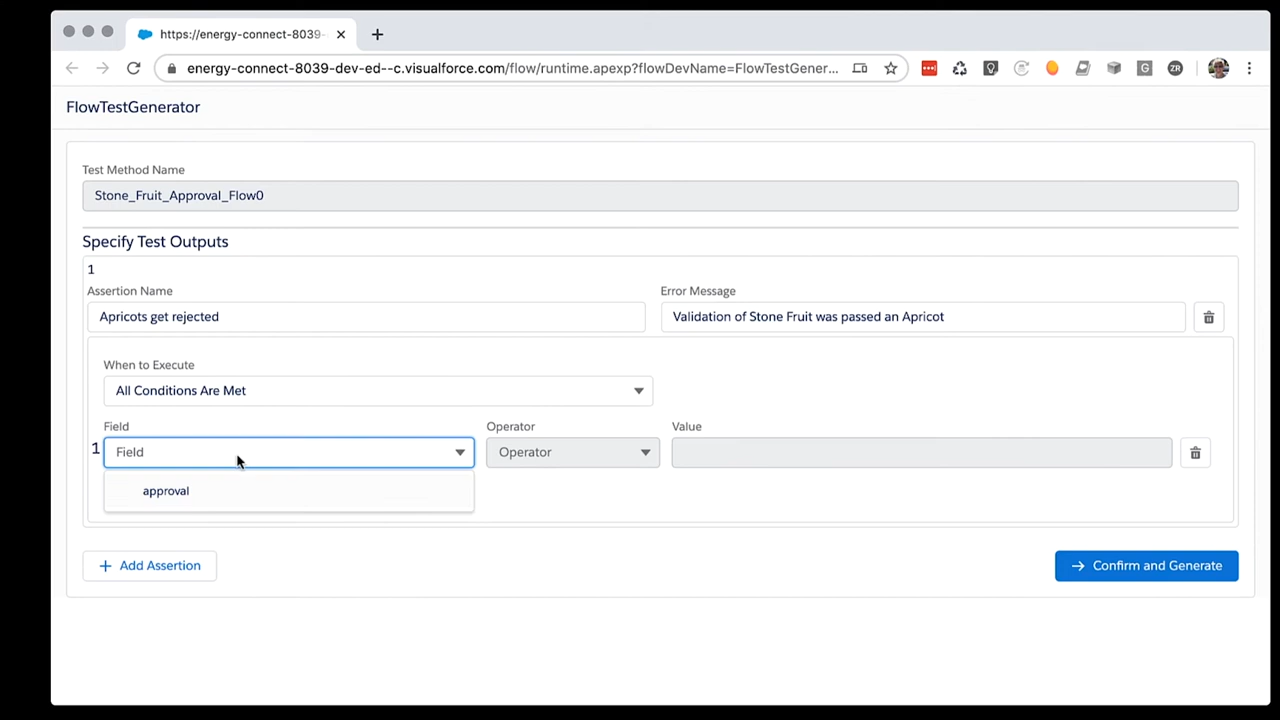 https://energy-connect-8039-
energy-connect-8039-dev-ed--c.visualforce.com/flow/runtime.apexp?flowDevName=FlowTestGener...
ZR
FlowTestGenerator
Test Method Name
Stone_Fruit_Approval_Flow0
Specify Test Outputs
1
Assertion Name Error Message
Apricots get rejected Validation of Stone Fruit was passed an Apricot
When to Execute
All Conditions Are Met
Field Operator Value
1 Field Operator
approval
+ Add Assertion → Confirm and Generate